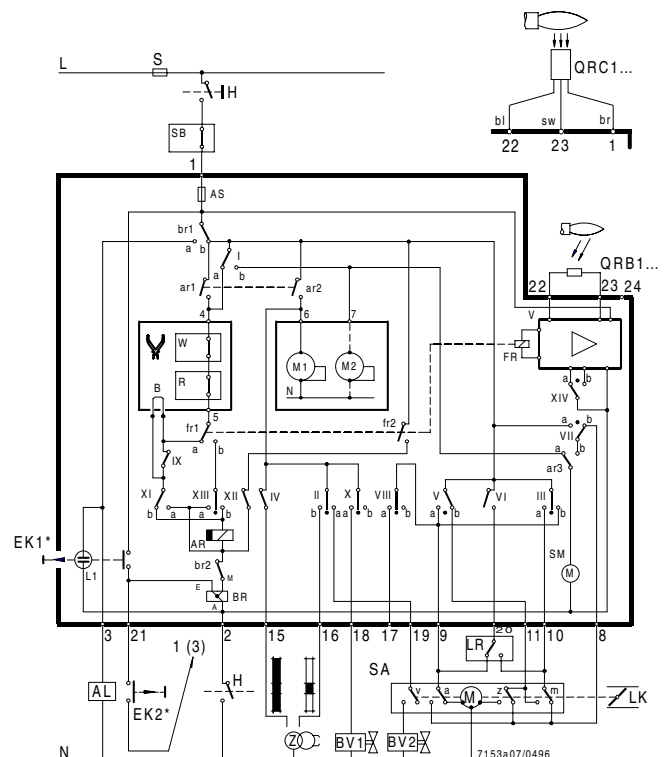 L
S
H
SB
1
QRC1...
bl sw br
22 23 1
AS
br1
a b
I
a b
ar1
ar2
QRB1...
22 23 24
V
4
6 7
W
R
M1 M2
N
FR
a b
XIV
B
5
fr1
a b
fr2
a b
VII
b
a
ar3
IX
XI XIII XII IV II X VIII V VI III
b a a b b a b a a b a b a b a b
EK1*
L1
AR
br2
M
E
BR
A
SM
M
3 21 2 15 16 18 17 19 9 20 11 10 8
1 (3)
LR
AL
EK2*
H
SA
v a M z m
LK
Z
BV1 BV2
N
7153a07/0496